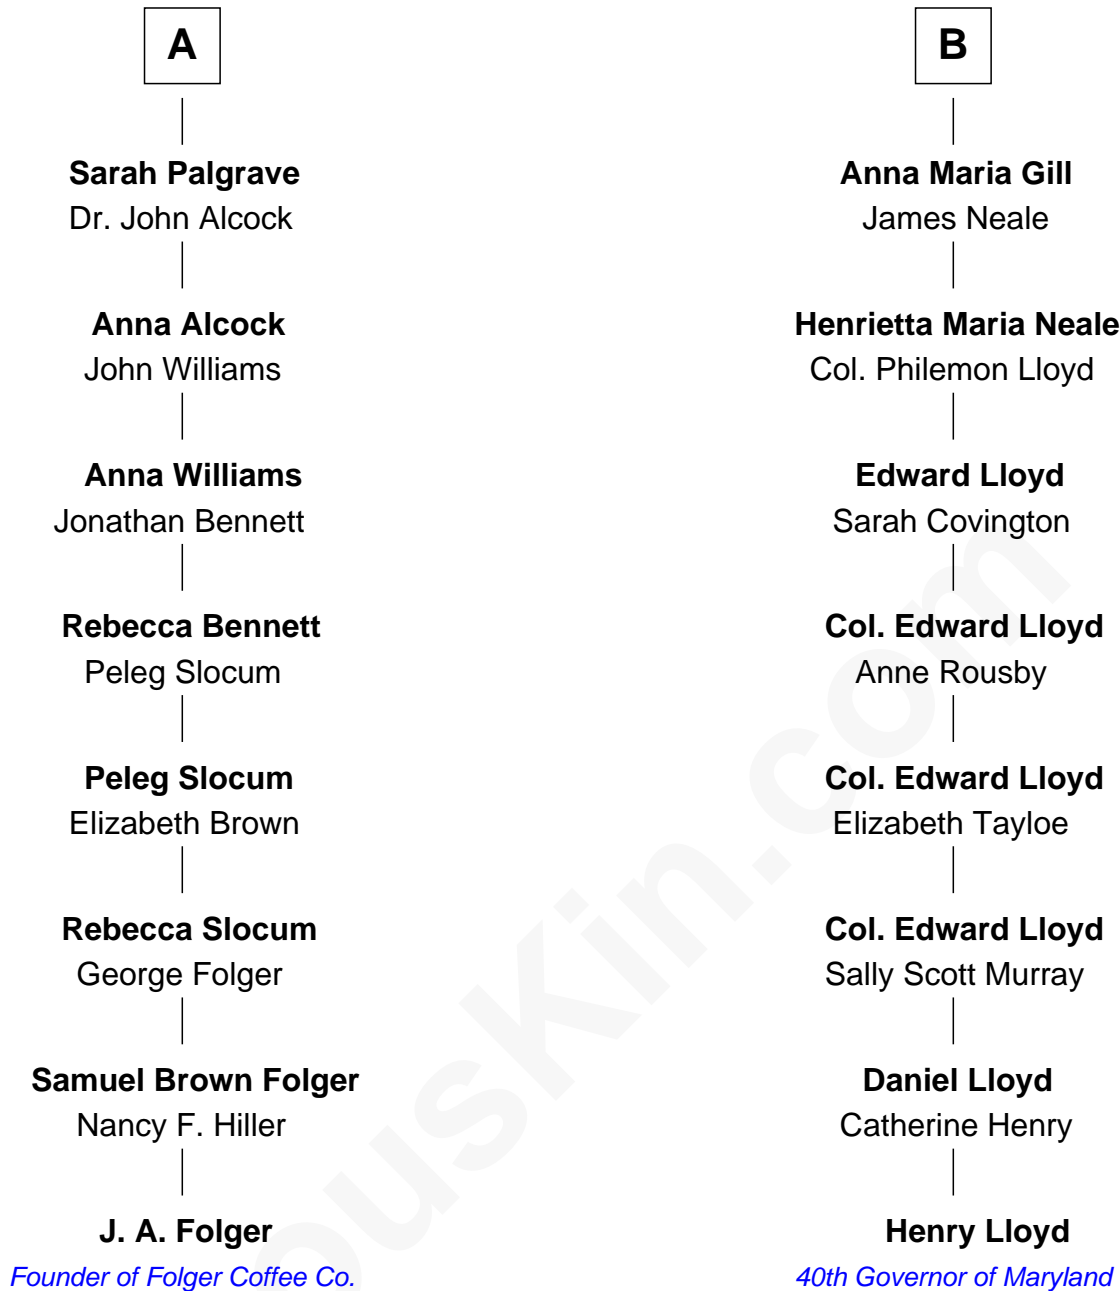 A
Sarah Palgrave
Dr. John Alcock
Anna Alcock
John Williams
Anna Williams
Jonathan Bennett
Rebecca Bennett
Peleg Slocum
Peleg Slocum
Elizabeth Brown
Rebecca Slocum
George Folger
Samuel Brown Folger
Nancy F. Hiller
J. A. Folger
Founder of Folger Coffee Co.
B
Anna Maria Gill
James Neale
Henrietta Maria Neale
Col. Philemon Lloyd
Edward Lloyd
Sarah Covington
Col. Edward Lloyd
Anne Rousby
Col. Edward Lloyd
Elizabeth Tayloe
Col. Edward Lloyd
Sally Scott Murray
Daniel Lloyd
Catherine Henry
Henry Lloyd
40th Governor of Maryland
ousKin.com